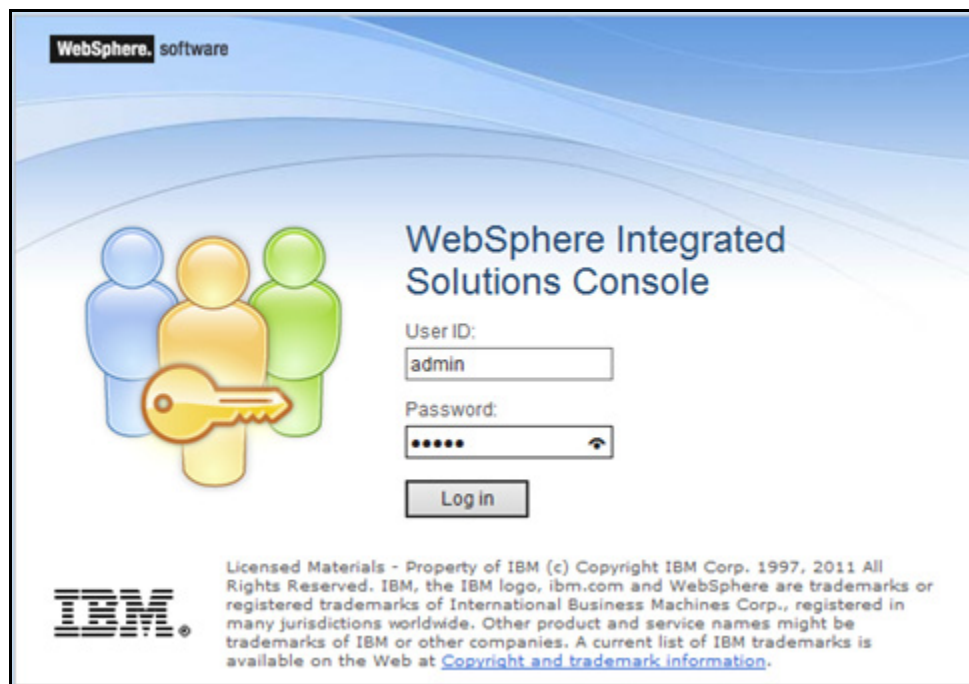 WebSphere. software
WebSphere Integrated
Solutions Console
User ID:
admin
Password:
•••••
Log in
Licensed Materials - Property of IBM (c) Copyright IBM Corp. 1997, 2011 All
Rights Reserved. IBM, the IBM logo, ibm.com and WebSphere are trademarks or
registered trademarks of International Business Machines Corp., registered in
many jurisdictions worldwide. Other product and service names might be
trademarks of IBM or other companies. A current list of IBM trademarks is
available on the Web at Copyright and trademark information.
IBM.